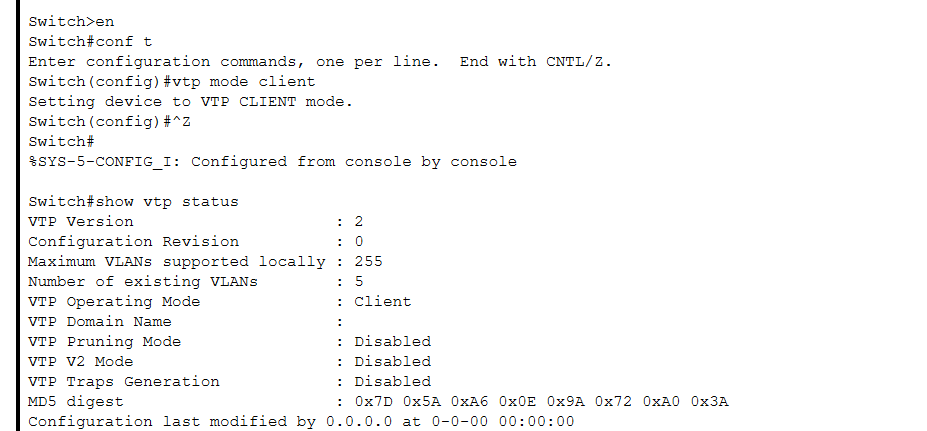 Switch>en
Switch#conf t
Enter configuration commands, one per line.  End with CNTL/Z.
Switch(config)#vtp mode client
Setting device to VTP CLIENT mode.
Switch(config)#^Z
Switch#
%SYS-5-CONFIG_I: Configured from console by console

Switch#show vtp status
VTP Version                     : 2
Configuration Revision          : 0
Maximum VLANs supported locally : 255
Number of existing VLANs        : 5
VTP Operating Mode              : Client
VTP Domain Name                 :
VTP Pruning Mode                : Disabled
VTP V2 Mode                     : Disabled
VTP Traps Generation            : Disabled
MD5 digest                      : 0x7D 0x5A 0xA6 0x0E 0x9A 0x72 0xA0 0x3A
Configuration last modified by 0.0.0.0 at 0-0-00 00:00:00